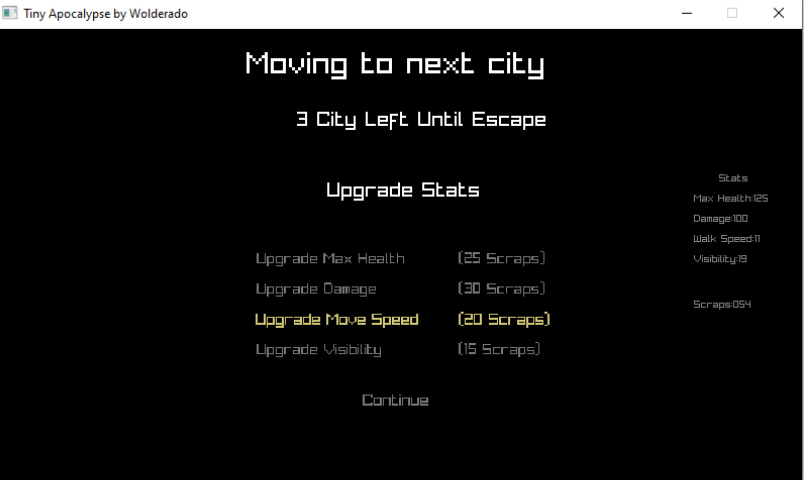 Tiny Apocalypse by Wolderado
Moving to next city
3 City Left Until Escape
Upgrade Stats
Upgrade Max Health (25 Scraps)
Upgrade Damage (30 Scraps)
Upgrade Move Speed (20 Scraps)
Upgrade Visibility (15 Scraps)
Continue
Stats
Max Health:125
Damage:100
Walk Speed:11
Visibility:19
Scraps:054